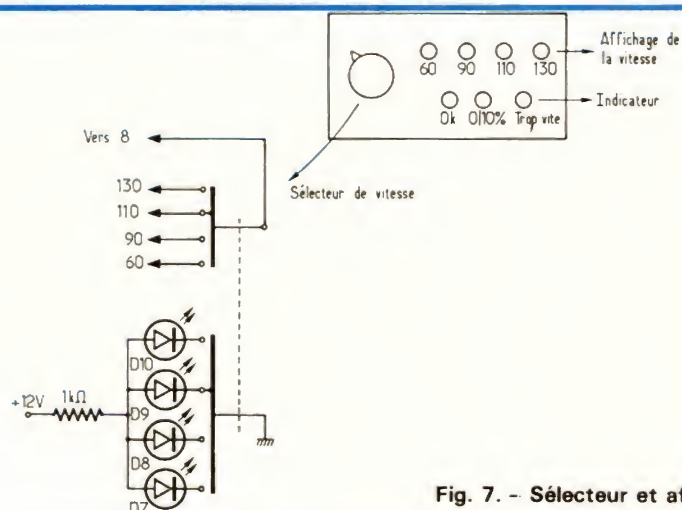 Affichage de
la vitesse
60 90 110 130
Indicateur
Ok 0/10% Trop vite
Sélecteur de vitesse
Vers 8
130
110
90
60
D10
+12V 1kΩ
D9
D8
D7
Fig. 7. – Sélecteur et af